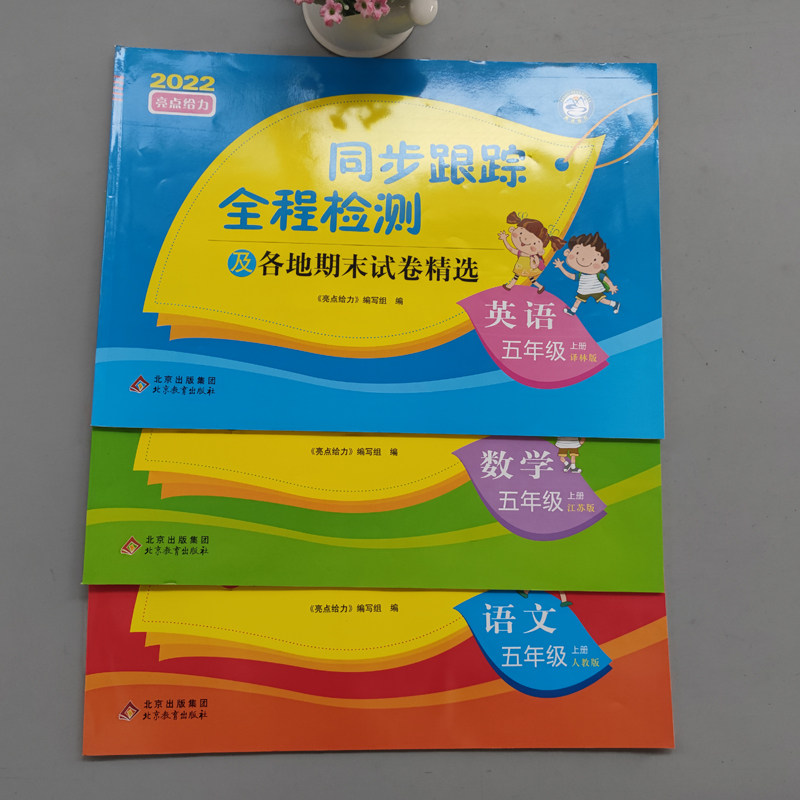 2022
亮点给力
同步跟踪
全程检测
及各地期末试卷精选
《亮点给力》编写组 编
英语
五年级 上册
译林版
北京出版集团
北京教育出版社
《亮点给力》编写组 编
数学
五年级 上册
江苏版
北京出版集团
北京教育出版社
《亮点给力》编写组 编
语文
五年级 上册
人教版
北京出版集团
北京教育出版社